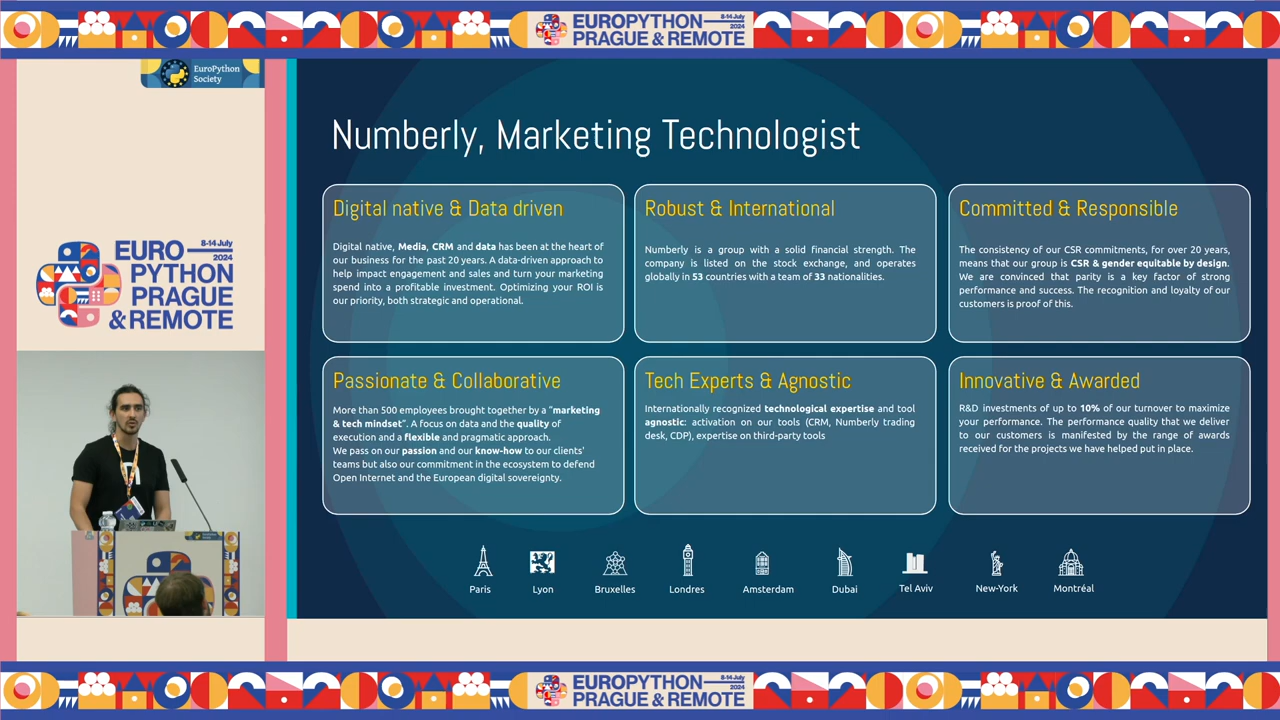 EUROPYTHON
8-14 July
2024
PRAGUE & REMOTE
EuroPython
Society
EURO
8-14 July
2024
PYTHON
PRAGUE
& REMOTE
Numberly, Marketing Technologist
Digital native & Data driven
Digital native, Media, CRM and data has been at the heart of
our business for the past 20 years. A data-driven approach to
help impact engagement and sales and turn your marketing
spend into a profitable investment. Optimizing your ROI is
our priority, both strategic and operational.
Robust & International
Numberly is a group with a solid financial strength. The
company is listed on the stock exchange, and operates
globally in 53 countries with a team of 33 nationalities.
Committed & Responsible
The consistency of our CSR commitments, for over 20 years,
means that our group is CSR & gender equitable by design.
We are convinced that parity is a key factor of strong
performance and success. The recognition and loyalty of our
customers is proof of this.
Passionate & Collaborative
More than 500 employees brought together by a "marketing
& tech mindset". A focus on data and the quality of
execution and a flexible and pragmatic approach.
We pass on our passion and our know-how to our clients'
teams but also our commitment in the ecosystem to defend
Open Internet and the European digital sovereignty.
Tech Experts & Agnostic
Internationally recognized technological expertise and tool
agnostic: activation on our tools (CRM, Numberly trading
desk, CDP), expertise on third-party tools
Innovative & Awarded
R&D investments of up to 10% of our turnover to maximize
your performance. The performance quality that we deliver
to our customers is manifested by the range of awards
received for the projects we have helped put in place.
Paris
Lyon
Bruxelles
Londres
Amsterdam
Dubai
Tel Aviv
New-York
Montréal
EUROPYTHON
8-14 July
2024
PRAGUE & REMOTE